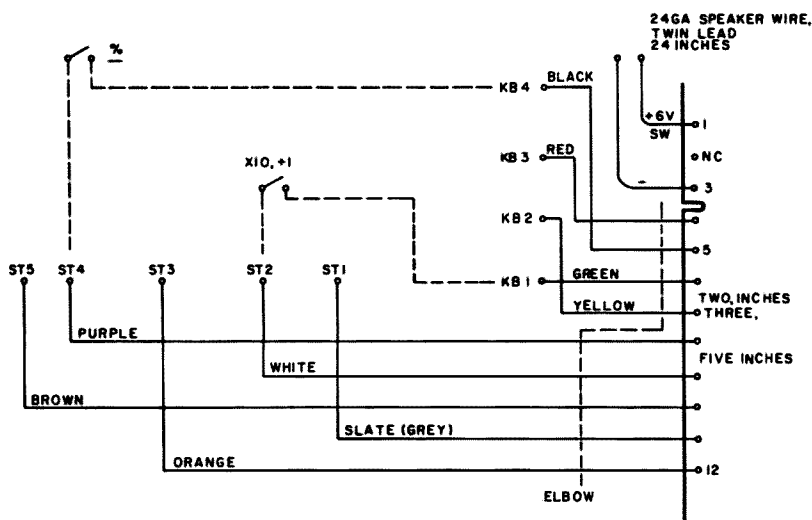 24GA SPEAKER WIRE,
TWIN LEAD
24 INCHES
%
KB4 BLACK
+6V
SW
1
X10, +1
KB3 RED
NC
- 3
KB2
5
ST5 ST4 ST3 ST2 ST1
KB1 GREEN
YELLOW
TWO, INCHES
THREE,
PURPLE
FIVE INCHES
WHITE
BROWN
SLATE (GREY)
ORANGE
12
ELBOW